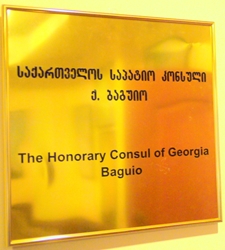 საქართველოს საპატიო კონსული
ქ. ბაგუიო
The Honorary Consul of Georgia
Baguio